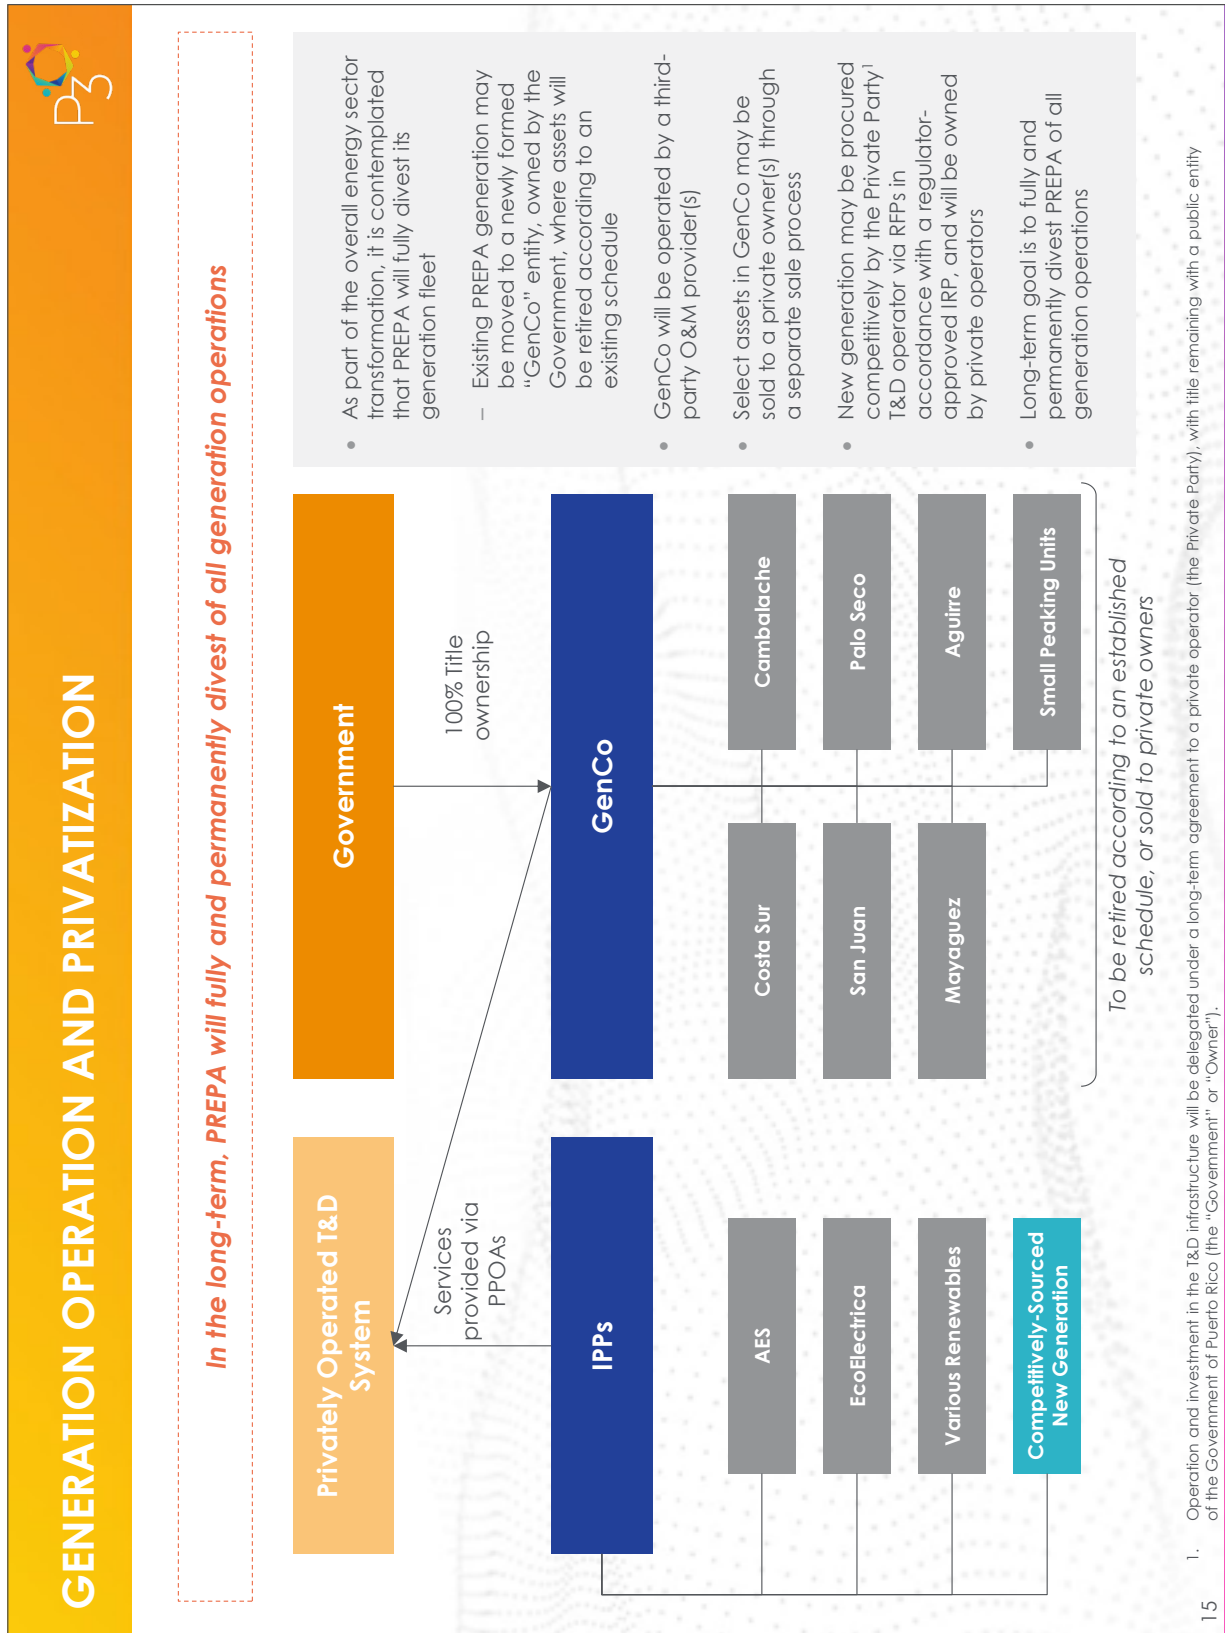 GENERATION OPERATION AND PRIVATIZATION
P3
In the long-term, PREPA will fully and permanently divest of all generation operations
Privately Operated T&D
System
Government
Services
provided via
PPOAs
100% Title
ownership
IPPs
GenCo
AES
EcoElectrica
Various Renewables
Competitively-Sourced
New Generation
Costa Sur
Cambalache
San Juan
Palo Seco
Mayaguez
Aguirre
Small Peaking Units
To be retired according to an established
schedule, or sold to private owners
• As part of the overall energy sector
transformation, it is contemplated
that PREPA will fully divest its
generation fleet
– Existing PREPA generation may
be moved to a newly formed
“GenCo” entity, owned by the
Government, where assets will
be retired according to an
existing schedule
• GenCo will be operated by a third-
party O&M provider(s)
• Select assets in GenCo may be
sold to a private owner(s) through
a separate sale process
• New generation may be procured
competitively by the Private Party1
T&D operator via RFPs in
accordance with a regulator-
approved IRP, and will be owned
by private operators
• Long-term goal is to fully and
permanently divest PREPA of all
generation operations
1. Operation and investment in the T&D infrastructure will be delegated under a long-term agreement to a private operator (the Private Party), with title remaining with a public entity
of the Government of Puerto Rico (the “Government” or “Owner”).
15